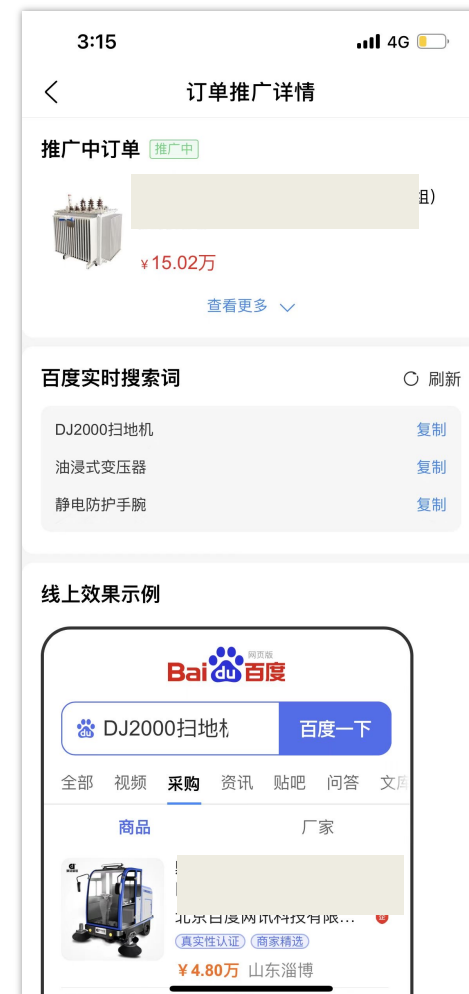 3:15 4G
订单推广详情
推广中订单 推广中
组)
¥15.02万
查看更多
百度实时搜索词 刷新
DJ2000扫地机 复制
油浸式变压器 复制
静电防护手腕 复制
线上效果示例
Bai du 百度 网页版
du DJ2000扫地机 百度一下
全部 视频 采购 资讯 贴吧 问答 文库
商品 厂家
北京百度网讯科技有限…
真实性认证 商家精选
¥4.80万 山东淄博